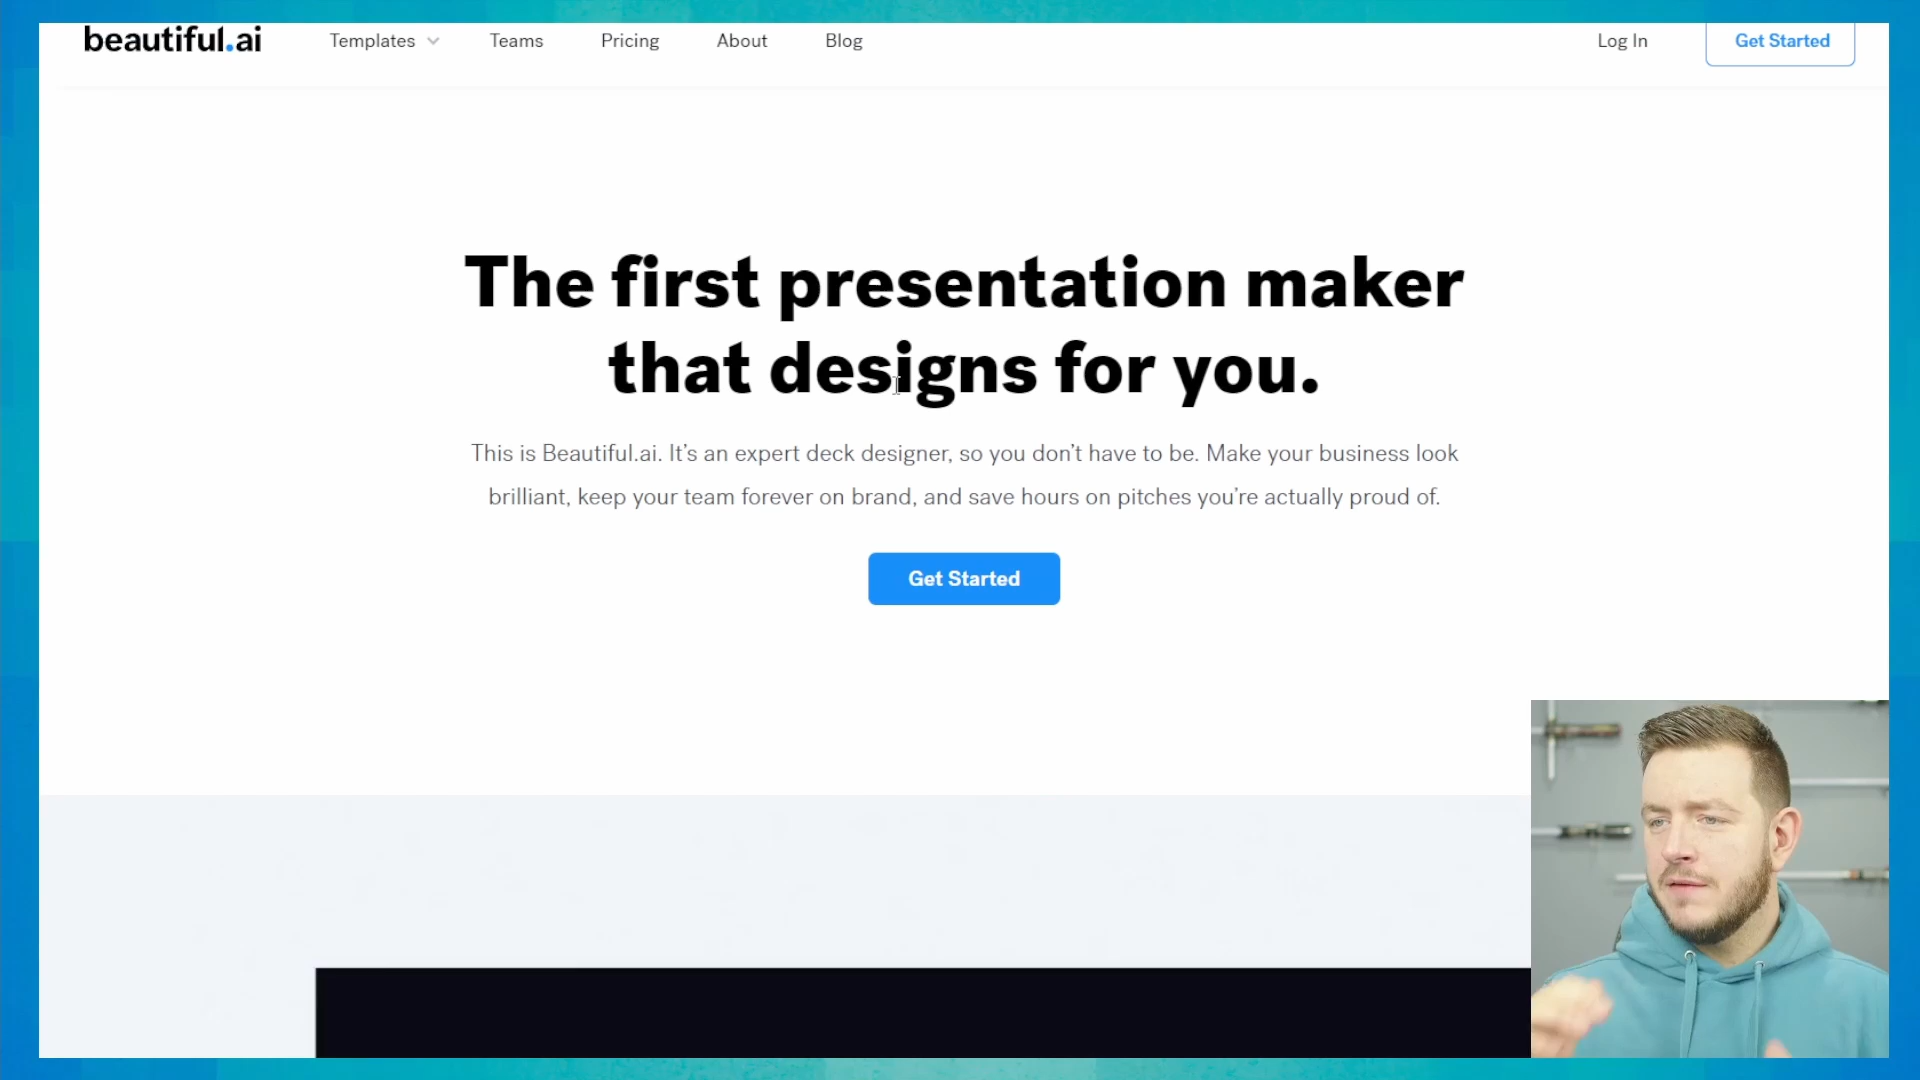 beautiful.ai
Templates
Teams
Pricing
About
Blog
Log In
Get Started
The first presentation maker
that designs for you.
This is Beautiful.ai. It’s an expert deck designer, so you don’t have to be. Make your business look
brilliant, keep your team forever on brand, and save hours on pitches you’re actually proud of.
Get Started